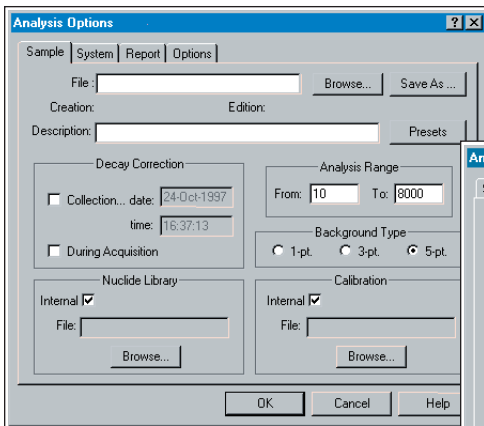 Analysis Options
Sample System Report Options
File : Browse... Save As ...
Creation: Edition:
Description: Presets
Decay Correction
Collection... date: 24-Oct-1997
time: 16:37:13
During Acquisition
Analysis Range
From: 10 To: 8000
Background Type
1-pt. 3-pt. 5-pt.
Nuclide Library
Internal
File:
Browse...
Calibration
Internal
File:
Browse...
OK Cancel Help
An